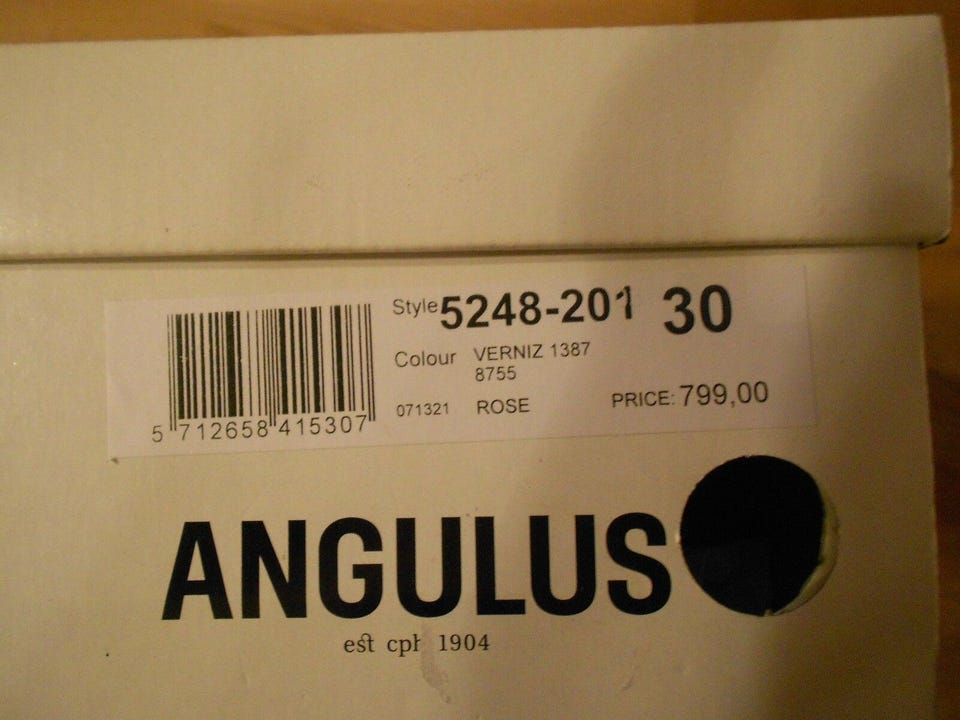 Style 5248-201 30
Colour VERNIZ 1387
8755
071321 ROSE PRICE: 799,00
5 712658 415307
ANGULUS
est cph 1904